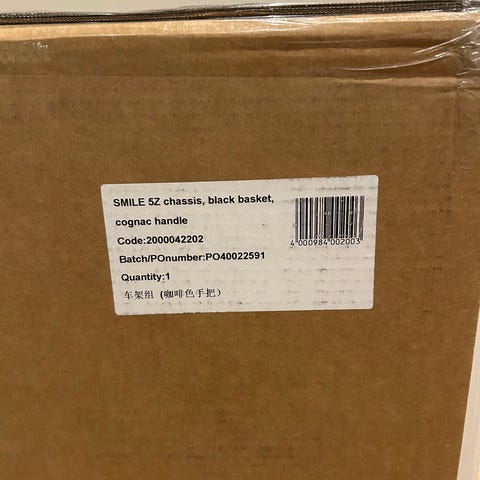 SMILE 5Z chassis, black basket,
cognac handle
Code:2000042202
Batch/POnumber:PO40022591
Quantity:1
车架组（咖啡色手把）
4 000984 002003